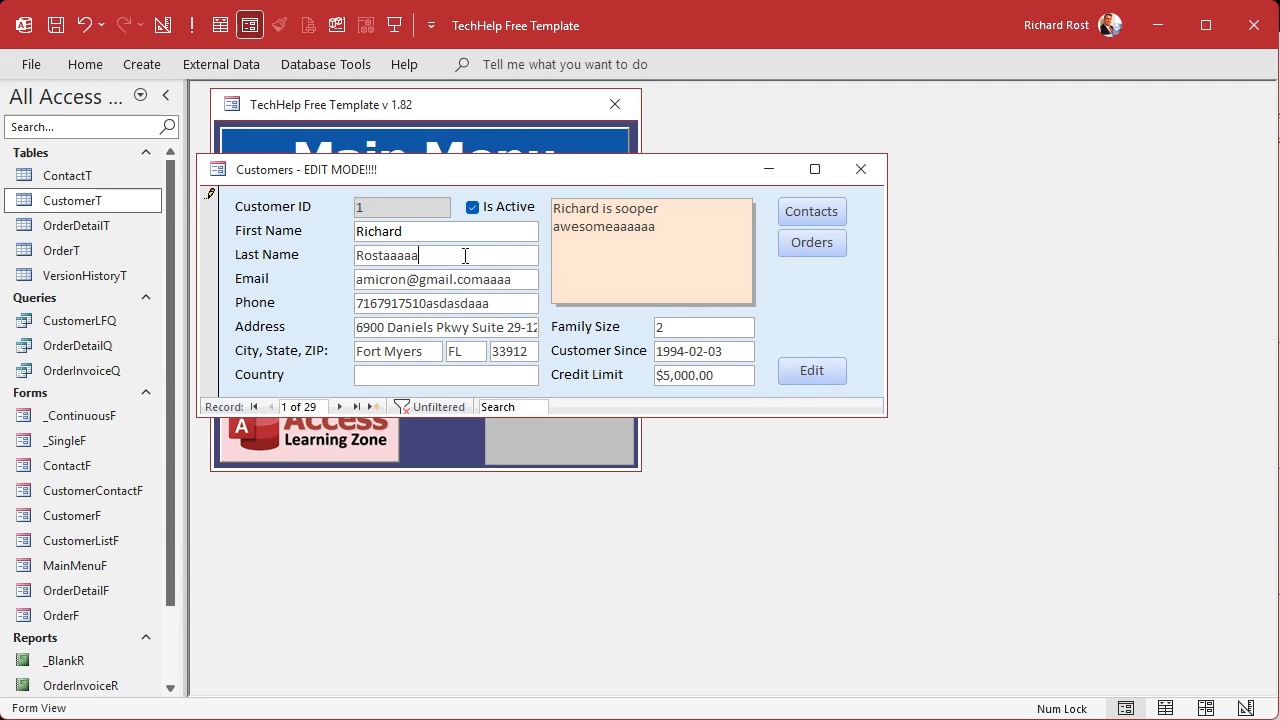 TechHelp Free Template
Richard Rost
File Home Create External Data Database Tools Help Tell me what you want to do
All Access ...
Search...
Tables
ContactT
CustomerT
OrderDetailT
OrderT
VersionHistoryT
Queries
CustomerLFQ
OrderDetailQ
OrderInvoiceQ
Forms
_ContinuousF
_SingleF
ContactF
CustomerContactF
CustomerF
CustomerListF
MainMenuF
OrderDetailF
OrderF
Reports
_BlankR
OrderInvoiceR
TechHelp Free Template v 1.82
Main Menu
Customers - EDIT MODE!!!!
Customer ID 1 Is Active
First Name Richard
Last Name Rostaaaaa
Email amicron@gmail.comaaaa
Phone 7167917510asdasdaaa
Address 6900 Daniels Pkwy Suite 29-12
City, State, ZIP: Fort Myers FL 33912
Country
Richard is sooper
awesomeaaaaaa
Family Size 2
Customer Since 1994-02-03
Credit Limit $5,000.00
Contacts
Orders
Edit
Record: 1 of 29 Unfiltered Search
A Access
Learning Zone
Form View
Num Lock